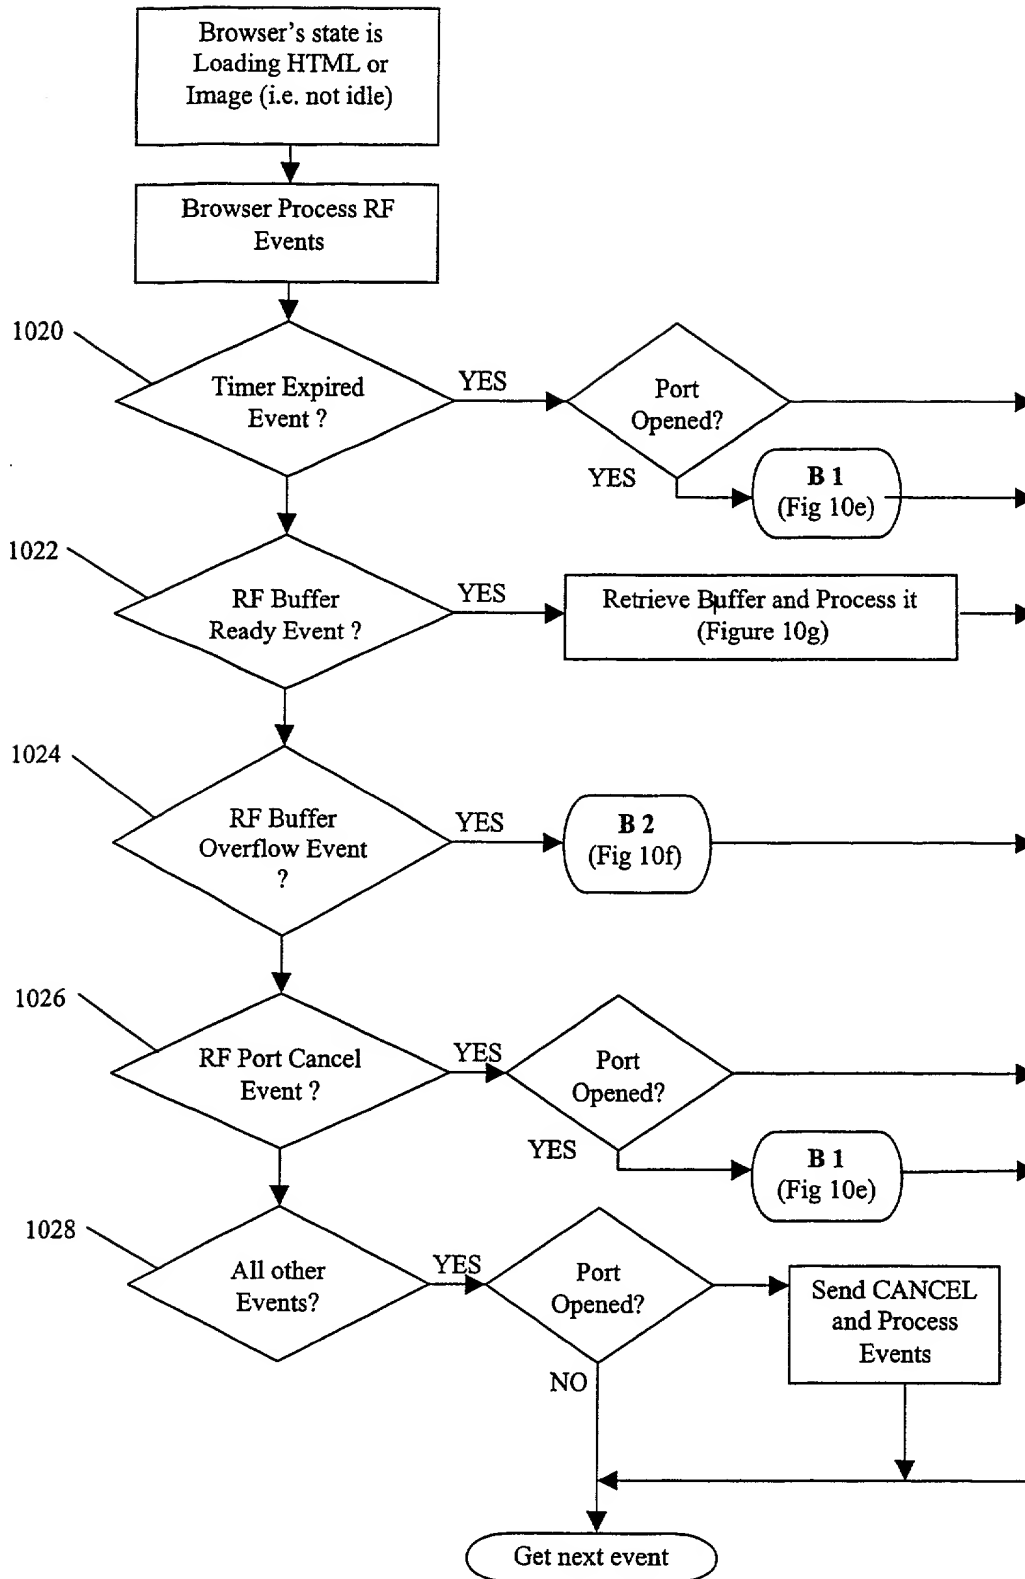 Browser's state is
Loading HTML or
Image (i.e. not idle)
Browser Process RF
Events
1020
Timer Expired
Event ?
YES
Port
Opened?
YES
B 1
(Fig 10e)
1022
RF Buffer
Ready Event ?
YES
Retrieve Buffer and Process it
(Figure 10g)
1024
RF Buffer
Overflow Event
?
YES
B 2
(Fig 10f)
1026
RF Port Cancel
Event ?
YES
Port
Opened?
YES
B 1
(Fig 10e)
1028
All other
Events?
YES
Port
Opened?
Send CANCEL
and Process
Events
NO
Get next event